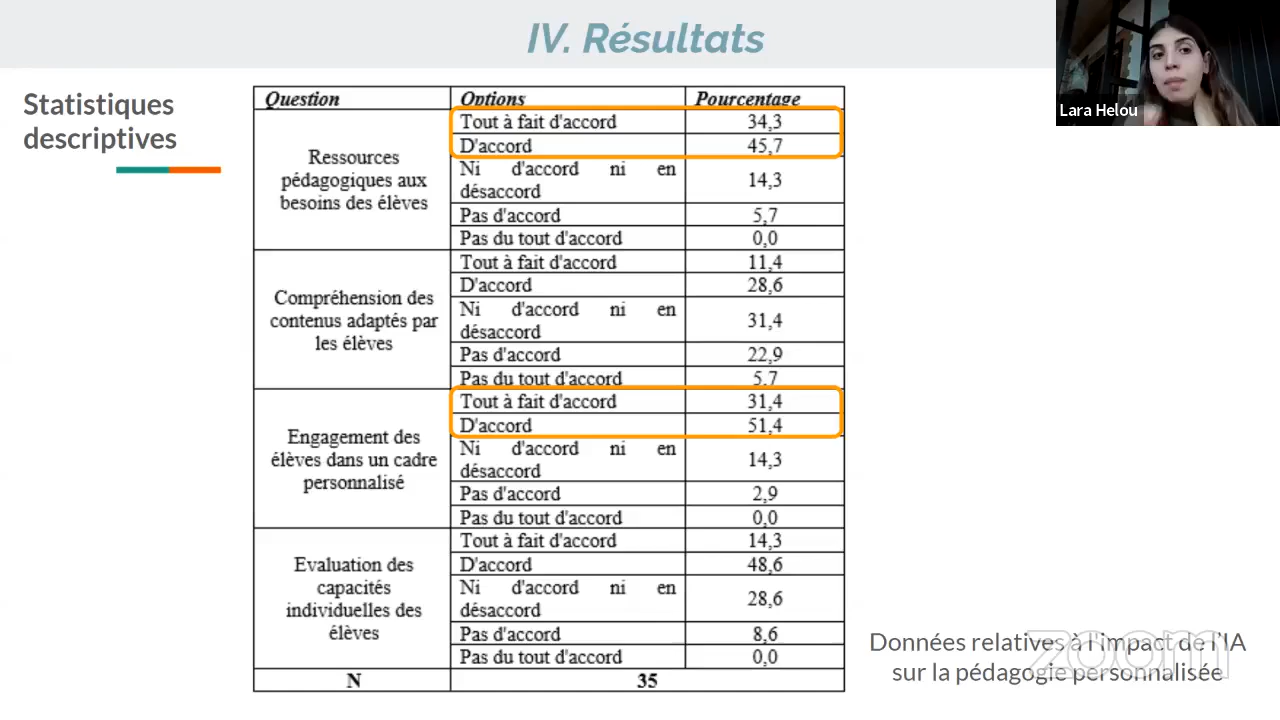 IV. Résultats
Lara Helou
Statistiques
descriptives
Question Options Pourcentage
Ressources
pédagogiques aux
besoins des élèves
Tout à fait d'accord 34,3
D'accord 45,7
Ni d'accord ni en
désaccord 14,3
Pas d'accord 5,7
Pas du tout d'accord 0,0
Compréhension des
contenus adaptés par
les élèves
Tout à fait d'accord 11,4
D'accord 28,6
Ni d'accord ni en
désaccord 31,4
Pas d'accord 22,9
Pas du tout d'accord 5,7
Engagement des
élèves dans un cadre
personnalisé
Tout à fait d'accord 31,4
D'accord 51,4
Ni d'accord ni en
désaccord 14,3
Pas d'accord 2,9
Pas du tout d'accord 0,0
Evaluation des
capacités
individuelles des
élèves
Tout à fait d'accord 14,3
D'accord 48,6
Ni d'accord ni en
désaccord 28,6
Pas d'accord 8,6
Pas du tout d'accord 0,0
N 35
Données relatives à l'impact de l'IA
sur la pédagogie personnalisée
zoom